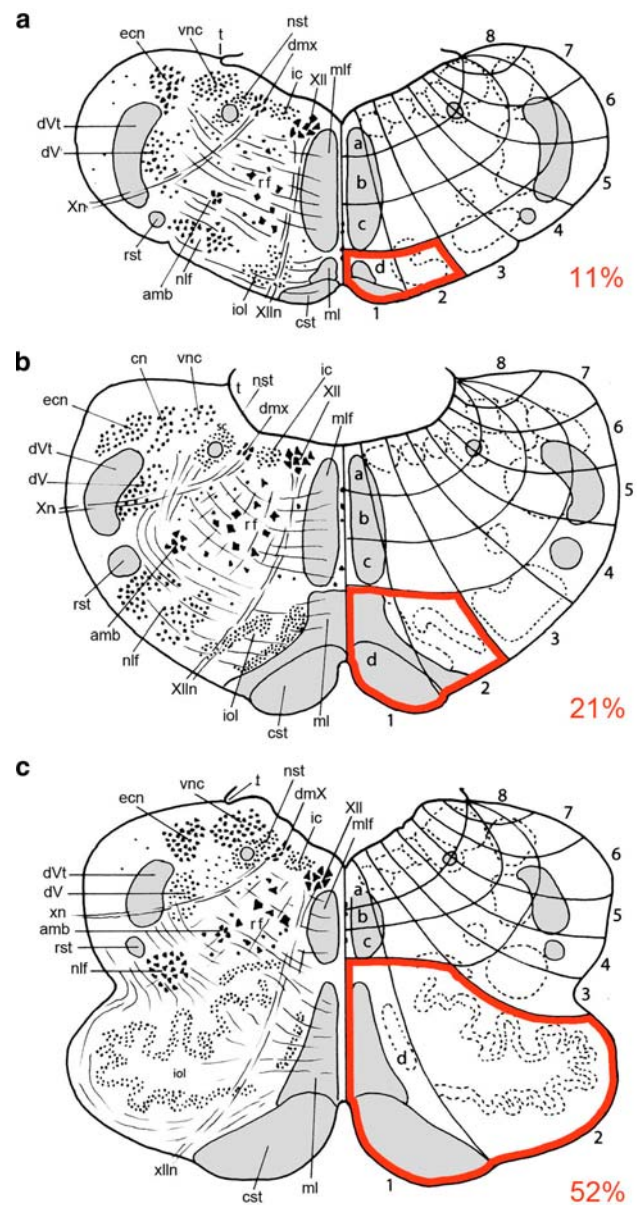 a
ecn vnc t nst dmx ic XII mlf
8 7 6 5 4 3 2 1
dVt
dV
Xn
rst
nlf
amb
iol
XIIn
cst
ml
rf
a
b
c
d
11%
b
ecn cn vnc t nst dmx ic XII mlf
8 7 6 5 4 3 2 1
dVt
dV
Xn
rst
amb
nlf
XIIn
iol
cst
ml
rf
a
b
c
d
21%
c
ecn vnc t nst dmX ic XII mlf
8 7 6 5 4 3 2 1
dVt
dV
xn
amb
rst
nlf
iol
xIIn
cst
ml
rf
a
b
c
d
52%